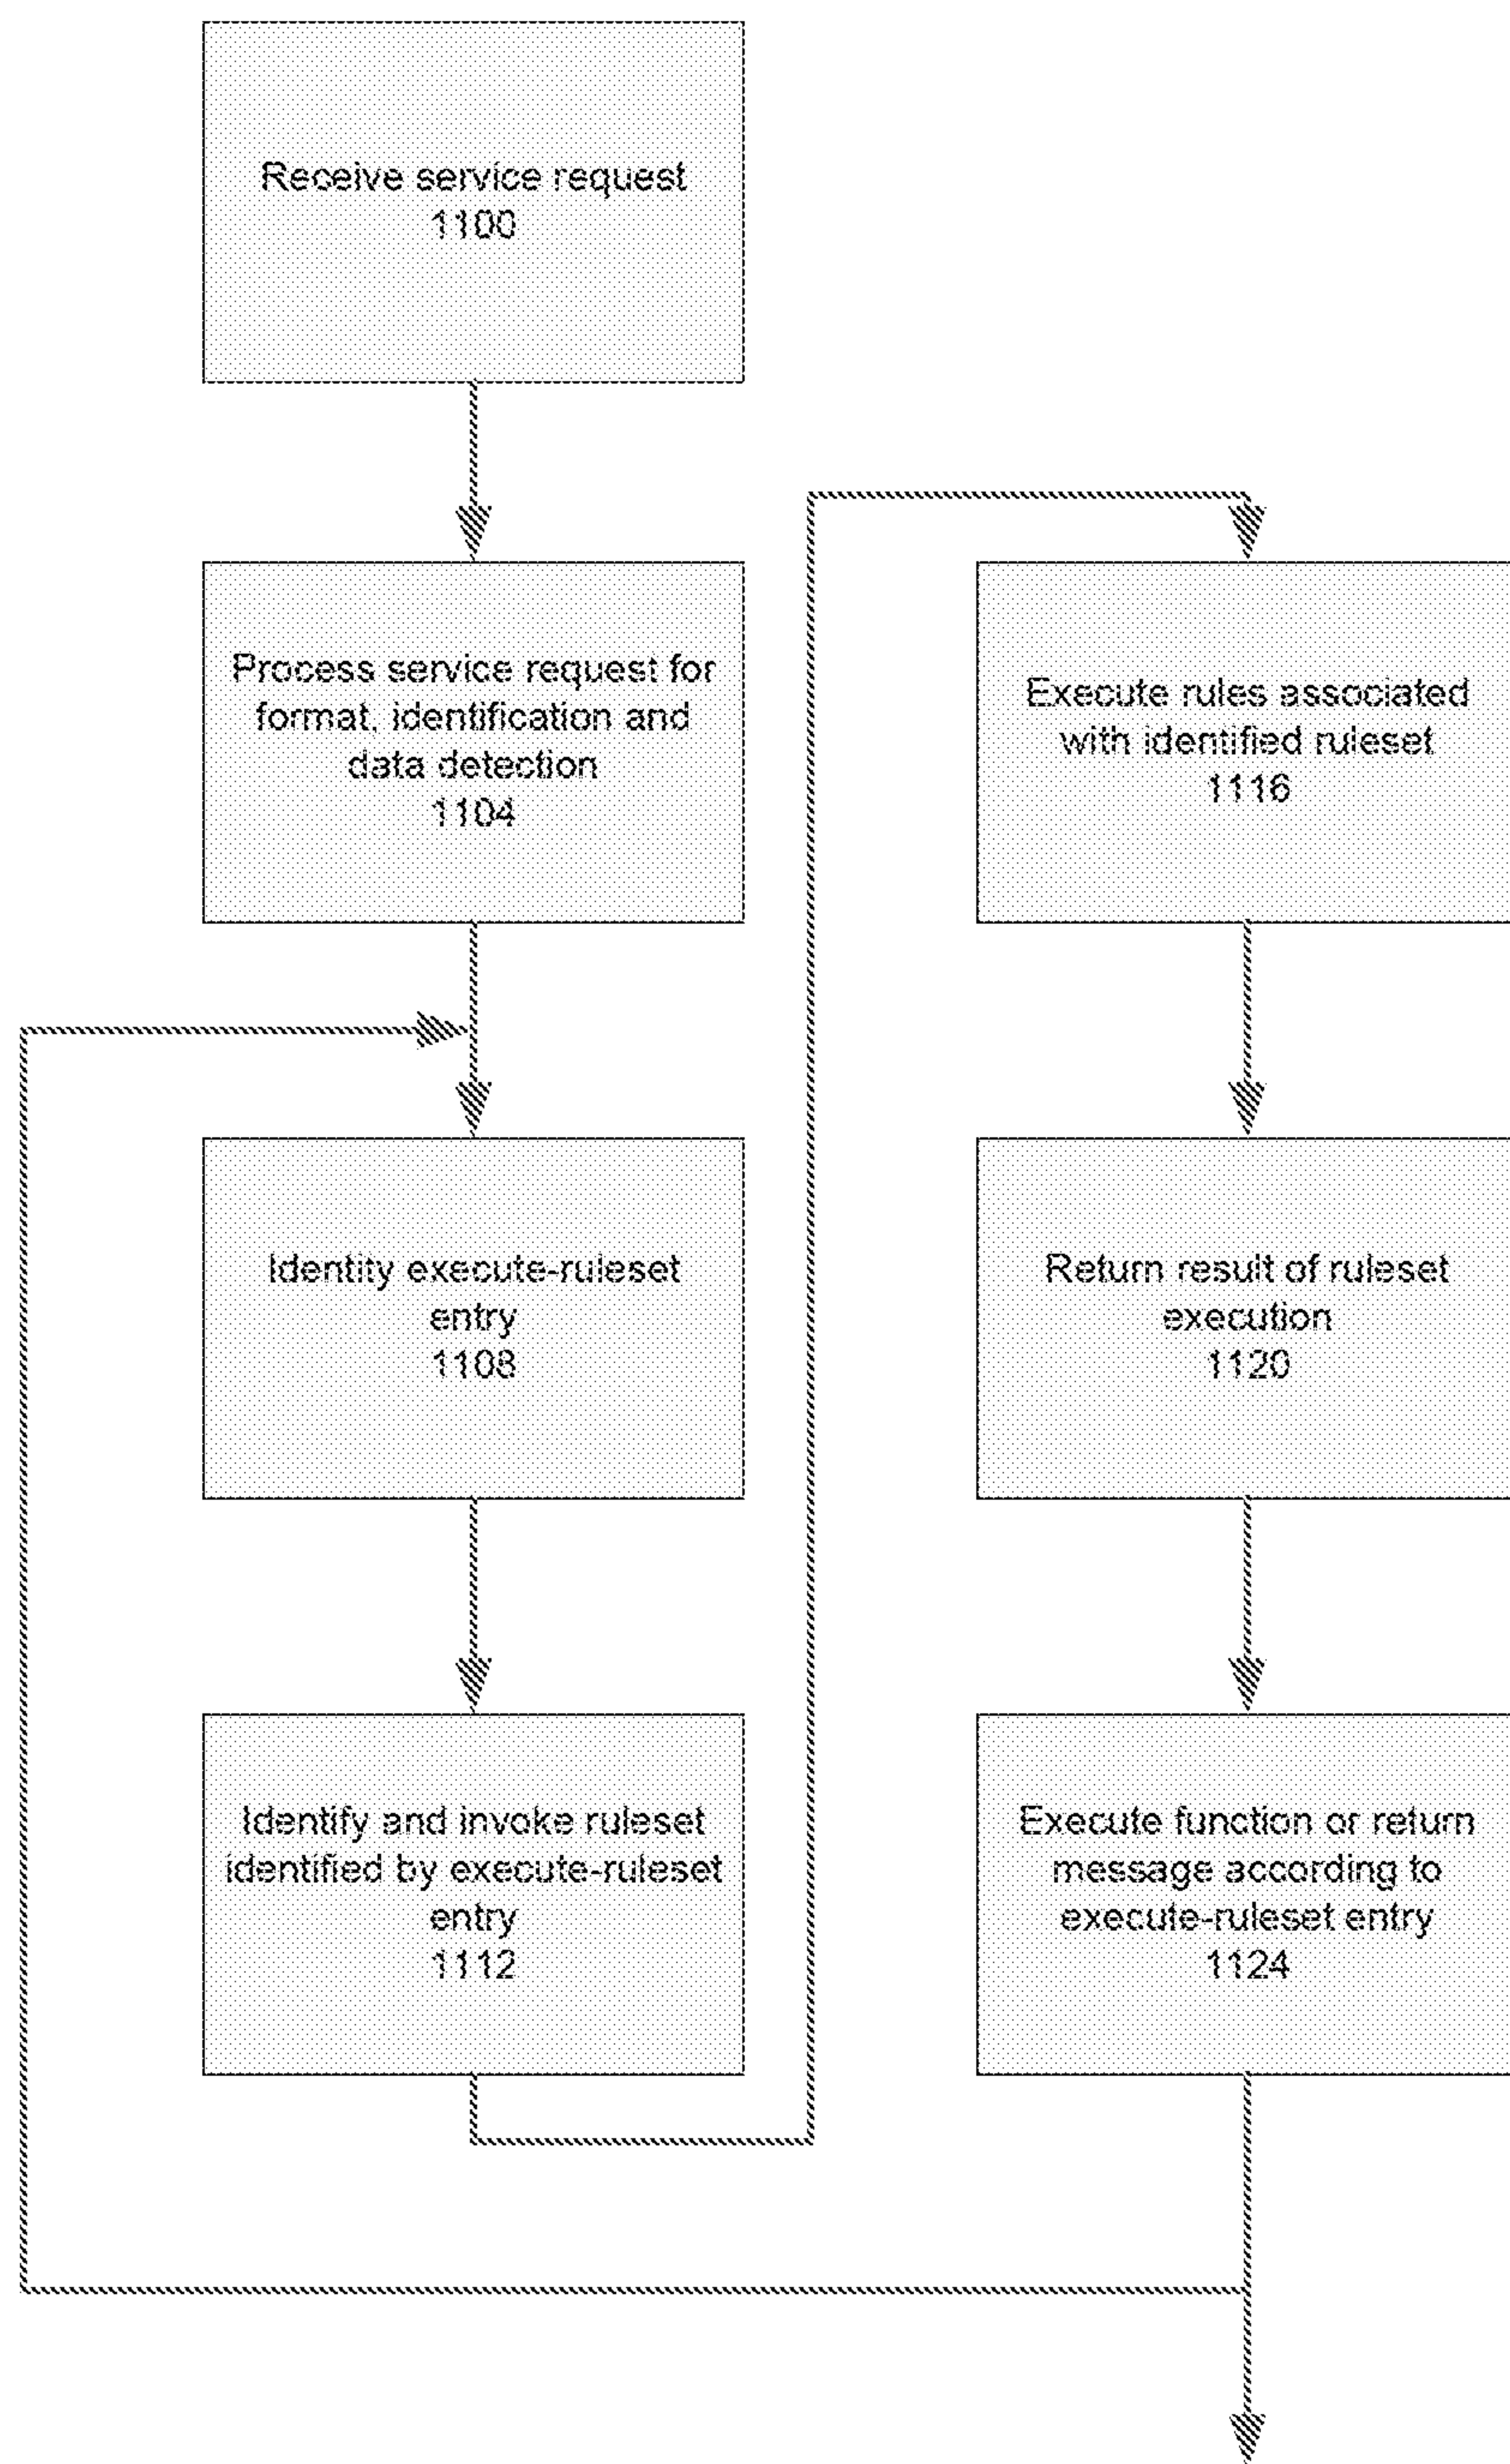 Receive service request
1100
Process service request for
format, identification and
data detection
1104
Identity execute-ruleset
entry
1108
Identify and invoke ruleset
identified by execute-ruleset
entry
1112
Execute rules associated
with identified ruleset
1116
Return result of ruleset
execution
1120
Execute function or return
message according to
execute-ruleset entry
1124